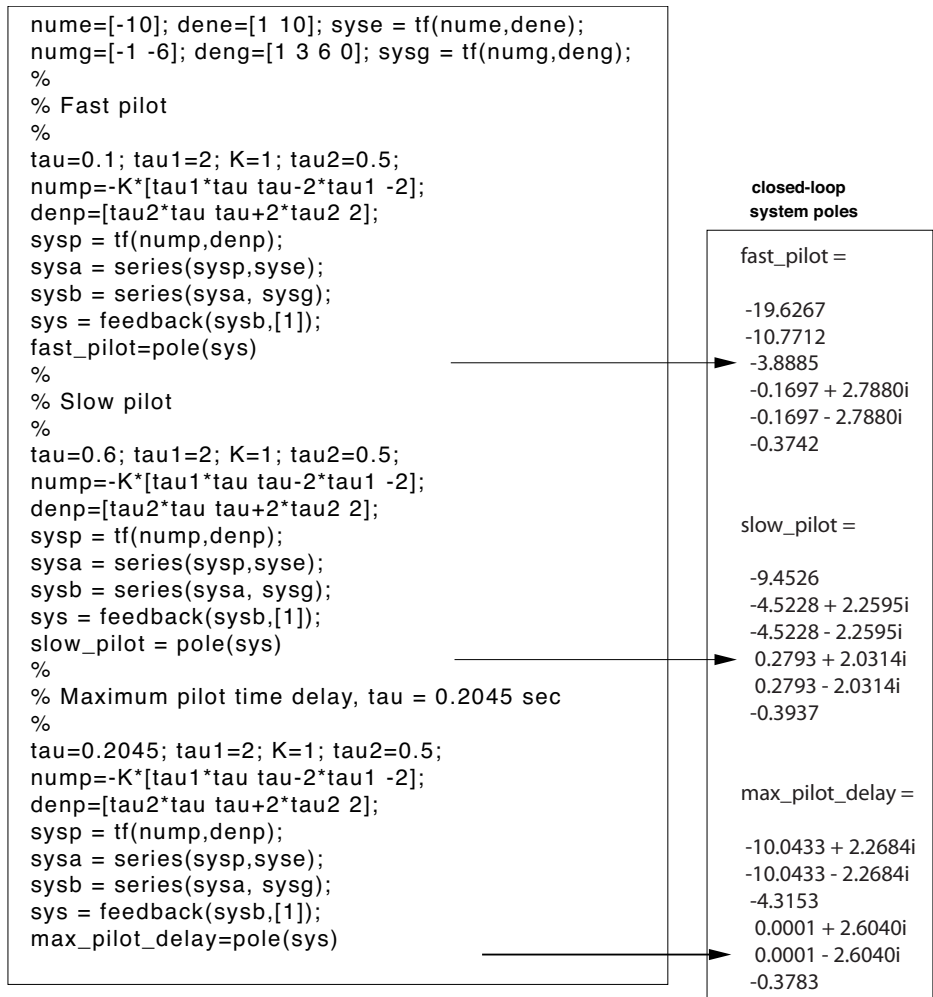 nume=[-10]; dene=[1 10]; syse = tf(nume,dene);
numg=[-1 -6]; deng=[1 3 6 0]; sysg = tf(numg,deng);
%
% Fast pilot
%
tau=0.1; tau1=2; K=1; tau2=0.5;
nump=-K*[tau1*tau tau-2*tau1 -2];
denp=[tau2*tau tau+2*tau2 2];
sysp = tf(nump,denp);
sysa = series(sysp,syse);
sysb = series(sysa, sysg);
sys = feedback(sysb,[1]);
fast_pilot=pole(sys)
%
% Slow pilot
%
tau=0.6; tau1=2; K=1; tau2=0.5;
nump=-K*[tau1*tau tau-2*tau1 -2];
denp=[tau2*tau tau+2*tau2 2];
sysp = tf(nump,denp);
sysa = series(sysp,syse);
sysb = series(sysa, sysg);
sys = feedback(sysb,[1]);
slow_pilot = pole(sys)
%
% Maximum pilot time delay, tau = 0.2045 sec
%
tau=0.2045; tau1=2; K=1; tau2=0.5;
nump=-K*[tau1*tau tau-2*tau1 -2];
denp=[tau2*tau tau+2*tau2 2];
sysp = tf(nump,denp);
sysa = series(sysp,syse);
sysb = series(sysa, sysg);
sys = feedback(sysb,[1]);
max_pilot_delay=pole(sys)
closed-loop
system poles
fast_pilot =
-19.6267
-10.7712
-3.8885
-0.1697 + 2.7880i
-0.1697 - 2.7880i
-0.3742
slow_pilot =
-9.4526
-4.5228 + 2.2595i
-4.5228 - 2.2595i
0.2793 + 2.0314i
0.2793 - 2.0314i
-0.3937
max_pilot_delay =
-10.0433 + 2.2684i
-10.0433 - 2.2684i
-4.3153
0.0001 + 2.6040i
0.0001 - 2.6040i
-0.3783